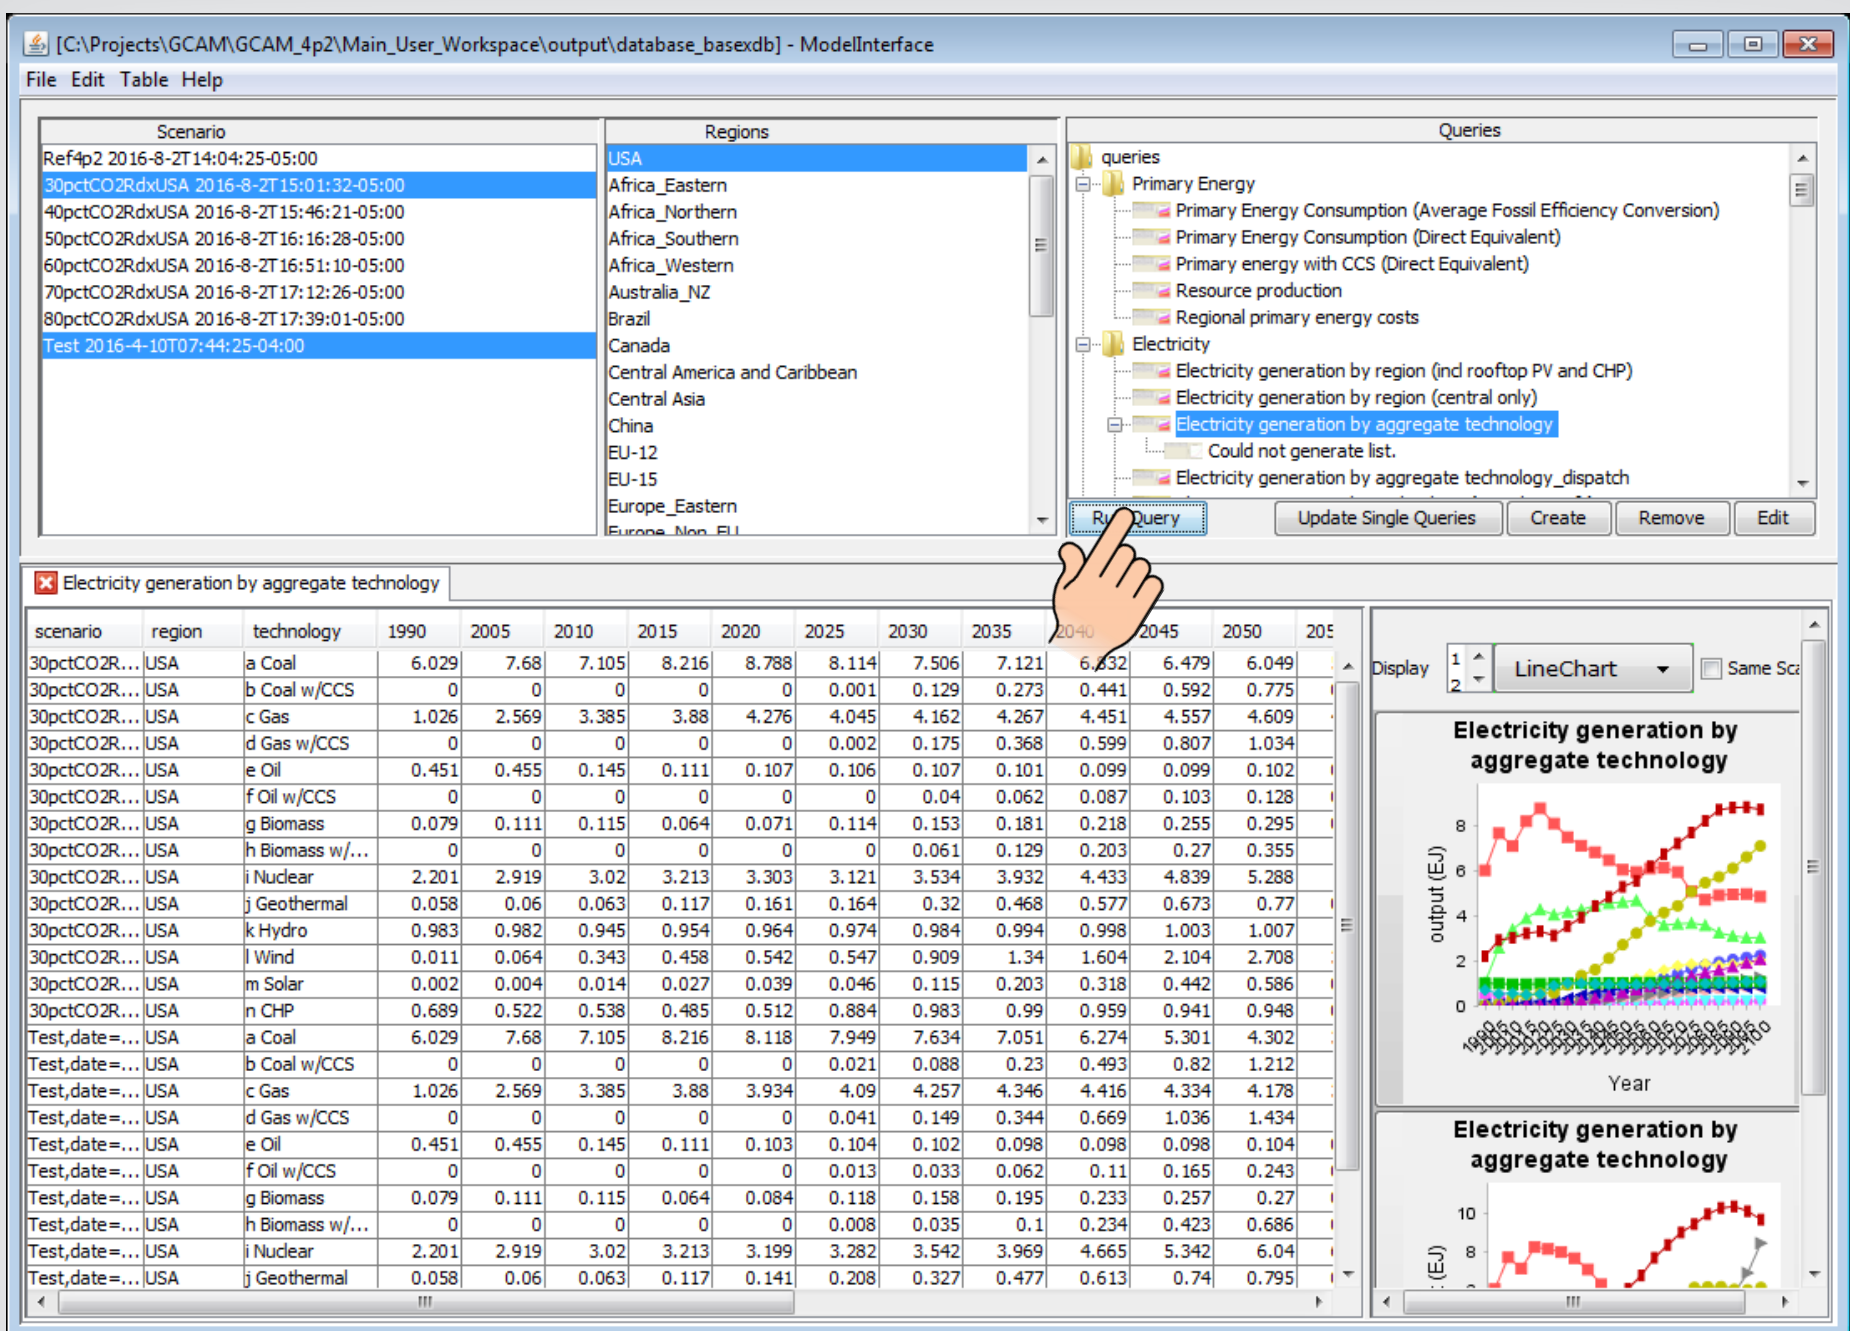 [C:\Projects\GCAM\GCAM_4p2\Main_User_Workspace\output\database_basexdb] - ModelInterface
File Edit Table Help
Scenario
Ref4p2 2016-8-2T14:04:25-05:00
30pctCO2RdxUSA 2016-8-2T15:01:32-05:00
40pctCO2RdxUSA 2016-8-2T15:46:21-05:00
50pctCO2RdxUSA 2016-8-2T16:16:28-05:00
60pctCO2RdxUSA 2016-8-2T16:51:10-05:00
70pctCO2RdxUSA 2016-8-2T17:12:26-05:00
80pctCO2RdxUSA 2016-8-2T17:39:01-05:00
Test 2016-4-10T07:44:25-04:00
Regions
USA
Africa_Eastern
Africa_Northern
Africa_Southern
Africa_Western
Australia_NZ
Brazil
Canada
Central America and Caribbean
Central Asia
China
EU-12
EU-15
Europe_Eastern
Europe_Non_EU
Queries
queries
Primary Energy
Primary Energy Consumption (Average Fossil Efficiency Conversion)
Primary Energy Consumption (Direct Equivalent)
Primary energy with CCS (Direct Equivalent)
Resource production
Regional primary energy costs
Electricity
Electricity generation by region (incl rooftop PV and CHP)
Electricity generation by region (central only)
Electricity generation by aggregate technology
Could not generate list.
Electricity generation by aggregate technology_dispatch
Run Query Update Single Queries Create Remove Edit
Electricity generation by aggregate technology
scenario region technology 1990 2005 2010 2015 2020 2025 2030 2035 2040 2045 2050 205
30pctCO2R... USA a Coal 6.029 7.68 7.105 8.216 8.788 8.114 7.506 7.121 6.832 6.479 6.049
30pctCO2R... USA b Coal w/CCS 0 0 0 0 0 0.001 0.129 0.273 0.441 0.592 0.775
30pctCO2R... USA c Gas 1.026 2.569 3.385 3.88 4.276 4.045 4.162 4.267 4.451 4.557 4.609
30pctCO2R... USA d Gas w/CCS 0 0 0 0 0 0.002 0.175 0.368 0.599 0.807 1.034
30pctCO2R... USA e Oil 0.451 0.455 0.145 0.111 0.107 0.106 0.107 0.101 0.099 0.099 0.102
30pctCO2R... USA f Oil w/CCS 0 0 0 0 0 0 0.04 0.062 0.087 0.103 0.128
30pctCO2R... USA g Biomass 0.079 0.111 0.115 0.064 0.071 0.114 0.153 0.181 0.218 0.255 0.295
30pctCO2R... USA h Biomass w/... 0 0 0 0 0 0 0.061 0.129 0.203 0.27 0.355
30pctCO2R... USA i Nuclear 2.201 2.919 3.02 3.213 3.303 3.121 3.534 3.932 4.433 4.839 5.288
30pctCO2R... USA j Geothermal 0.058 0.06 0.063 0.117 0.161 0.164 0.32 0.468 0.577 0.673 0.77
30pctCO2R... USA k Hydro 0.983 0.982 0.945 0.954 0.964 0.974 0.984 0.994 0.998 1.003 1.007
30pctCO2R... USA l Wind 0.011 0.064 0.343 0.458 0.542 0.547 0.909 1.34 1.604 2.104 2.708
30pctCO2R... USA m Solar 0.002 0.004 0.014 0.027 0.039 0.046 0.115 0.203 0.318 0.442 0.586
30pctCO2R... USA n CHP 0.689 0.522 0.538 0.485 0.512 0.884 0.983 0.99 0.959 0.941 0.948
Test,date=... USA a Coal 6.029 7.68 7.105 8.216 8.118 7.949 7.634 7.051 6.274 5.301 4.302
Test,date=... USA b Coal w/CCS 0 0 0 0 0 0.021 0.088 0.23 0.493 0.82 1.212
Test,date=... USA c Gas 1.026 2.569 3.385 3.88 3.934 4.09 4.257 4.346 4.416 4.334 4.178
Test,date=... USA d Gas w/CCS 0 0 0 0 0 0.041 0.149 0.344 0.669 1.036 1.434
Test,date=... USA e Oil 0.451 0.455 0.145 0.111 0.103 0.104 0.102 0.098 0.098 0.098 0.104
Test,date=... USA f Oil w/CCS 0 0 0 0 0 0.013 0.033 0.062 0.11 0.165 0.243
Test,date=... USA g Biomass 0.079 0.111 0.115 0.064 0.084 0.118 0.158 0.195 0.233 0.257 0.27
Test,date=... USA h Biomass w/... 0 0 0 0 0 0.008 0.035 0.1 0.234 0.423 0.686
Test,date=... USA i Nuclear 2.201 2.919 3.02 3.213 3.199 3.282 3.542 3.969 4.665 5.342 6.04
Test,date=... USA j Geothermal 0.058 0.06 0.063 0.117 0.141 0.208 0.327 0.477 0.613 0.74 0.795
Display 1 2 LineChart Same Sca
Electricity generation by
aggregate technology
output (EJ)
8
6
4
2
0
Year
Electricity generation by
aggregate technology
10
8
(EJ)